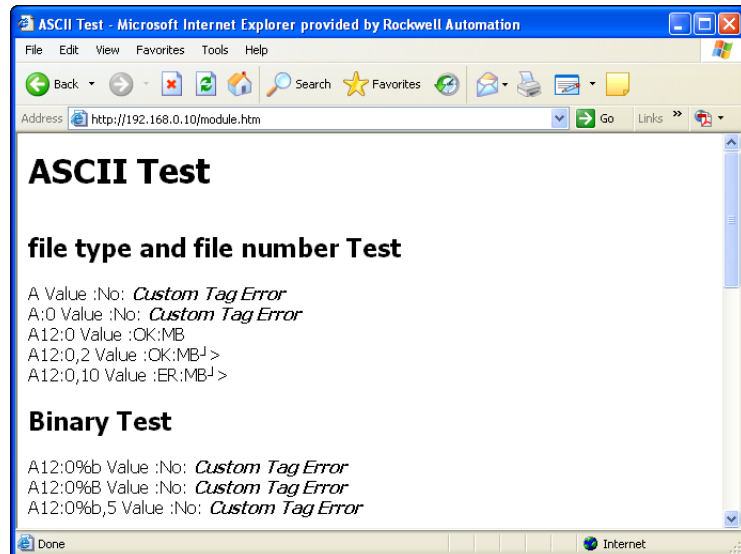 ASCII Test - Microsoft Internet Explorer provided by Rockwell Automation
File Edit View Favorites Tools Help
Back Search Favorites
Address http://192.168.0.10/module.htm Go Links »
ASCII Test
file type and file number Test
A Value :No: Custom Tag Error
A:0 Value :No: Custom Tag Error
A12:0 Value :OK:MB
A12:0,2 Value :OK:MB┘>
A12:0,10 Value :ER:MB┘>
Binary Test
A12:0%b Value :No: Custom Tag Error
A12:0%B Value :No: Custom Tag Error
A12:0%b,5 Value :No: Custom Tag Error
Done Internet